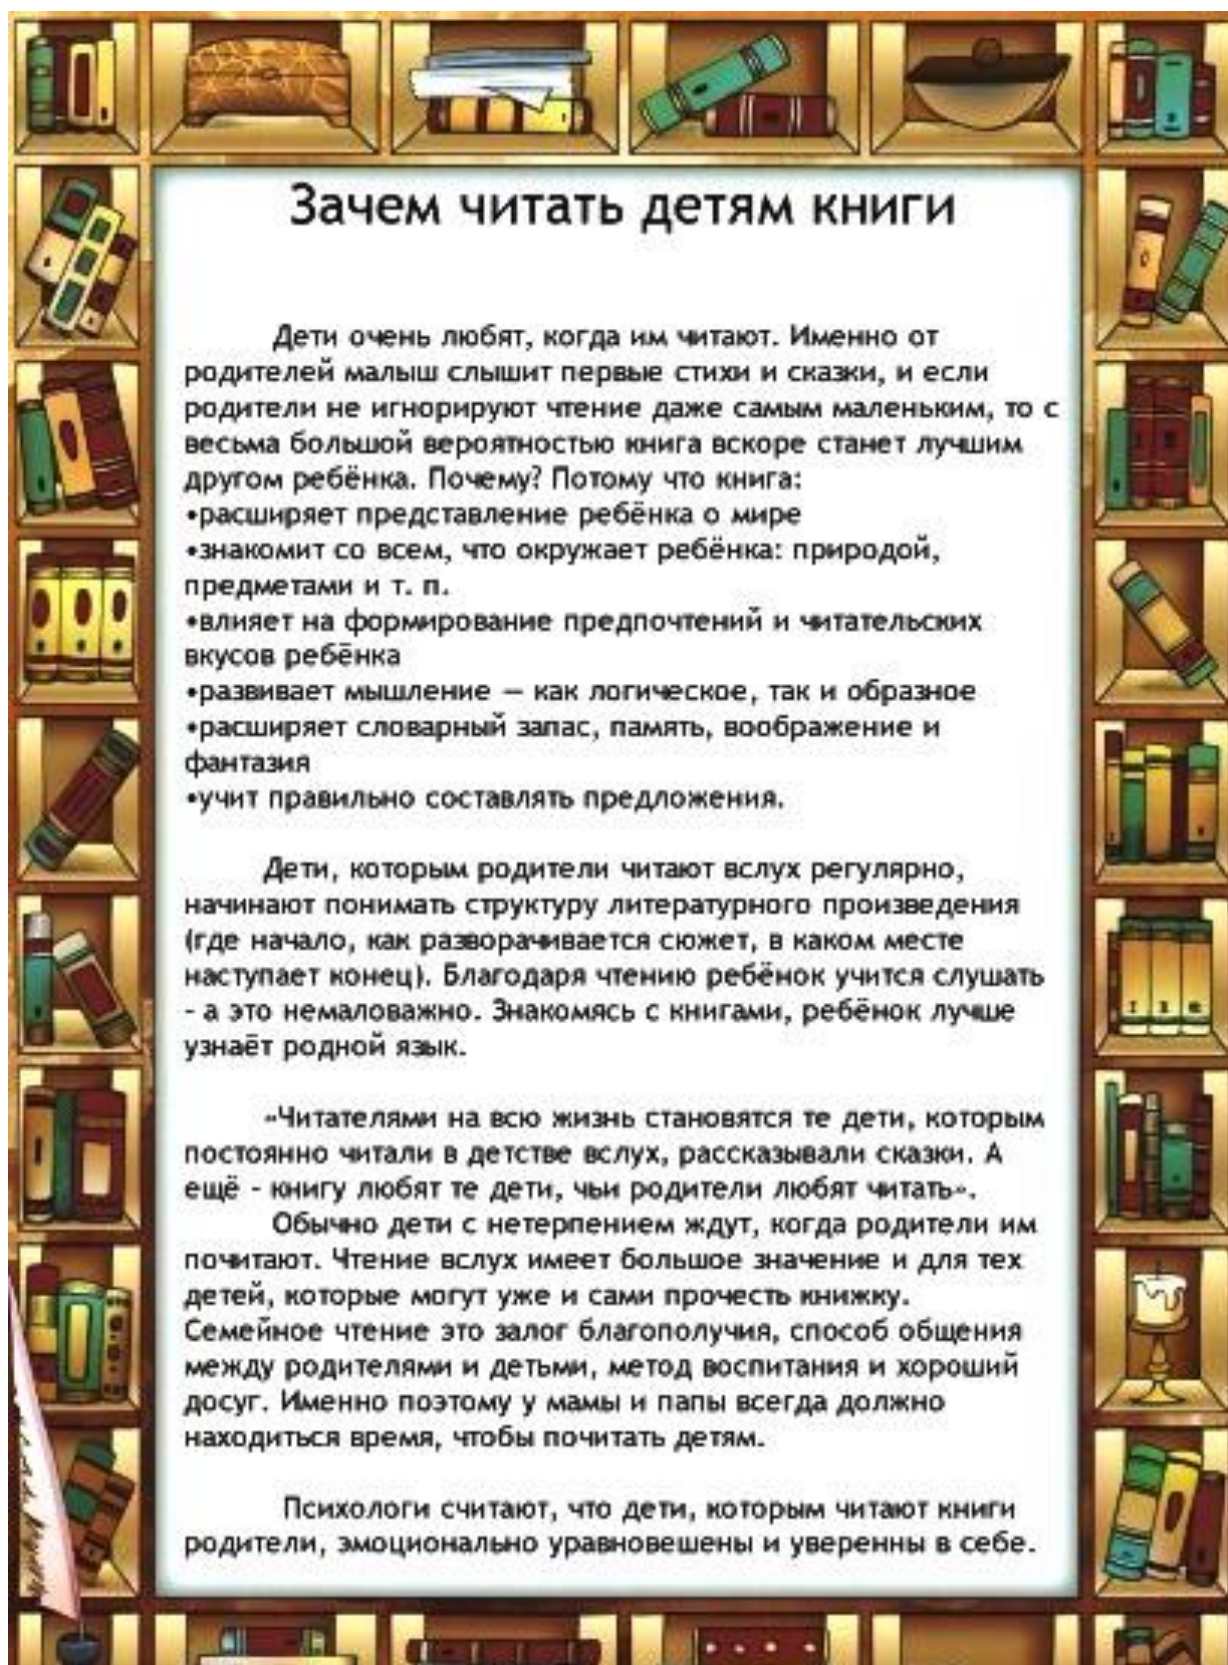 Зачем читать детям книги
Дети очень любят, когда им читают. Именно от
родителей малыш слышит первые стихи и сказки, и если
родители не игнорируют чтение даже самым маленьким, то с
весьма большой вероятностью книга вскоре станет лучшим
другом ребёнка. Почему? Потому что книга:
•расширяет представление ребёнка о мире
•знакомит со всем, что окружает ребёнка: природой,
предметами и т. п.
•влияет на формирование предпочтений и читательских
вкусов ребёнка
•развивает мышление – как логическое, так и образное
•расширяет словарный запас, память, воображение и
фантазия
•учит правильно составлять предложения.
Дети, которым родители читают вслух регулярно,
начинают понимать структуру литературного произведения
(где начало, как разворачивается сюжет, в каком месте
наступает конец). Благодаря чтению ребёнок учится слушать
- а это немаловажно. Знакомясь с книгами, ребёнок лучше
узнаёт родной язык.
«Читателями на всю жизнь становятся те дети, которым
постоянно читали в детстве вслух, рассказывали сказки. А
ещё - книгу любят те дети, чьи родители любят читать».
Обычно дети с нетерпением ждут, когда родители им
почитают. Чтение вслух имеет большое значение и для тех
детей, которые могут уже и сами прочесть книжку.
Семейное чтение это залог благополучия, способ общения
между родителями и детьми, метод воспитания и хороший
досуг. Именно поэтому у мамы и папы всегда должно
находиться время, чтобы почитать детям.
Психологи считают, что дети, которым читают книги
родители, эмоционально уравновешены и уверенны в себе.